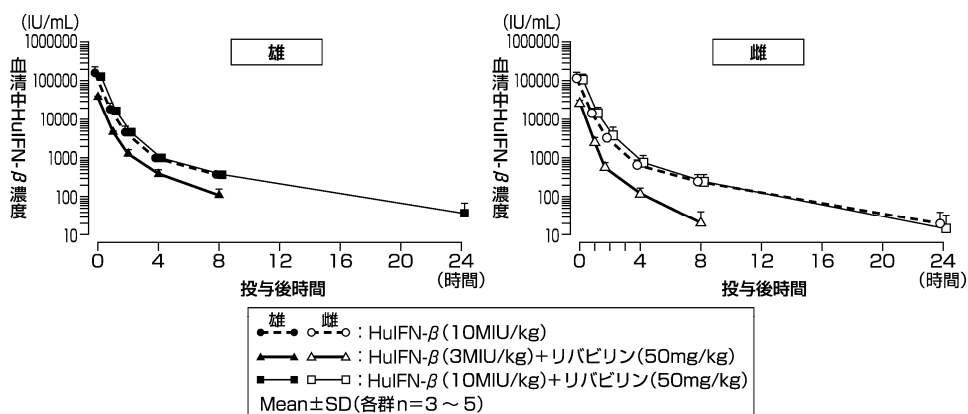 (IU/mL)
雄
1000000
100000
10000
1000
100
10
血清中HuIFN-β濃度
0 4 8 12 16 20 24
(時間)
投与後時間
(IU/mL)
雌
1000000
100000
10000
1000
100
10
血清中HuIFN-β濃度
0 4 8 12 16 20 24
(時間)
投与後時間
雄 雌
:HuIFN-β(10MIU/kg)
:HuIFN-β(3MIU/kg)+リバビリン(50mg/kg)
:HuIFN-β(10MIU/kg)+リバビリン(50mg/kg)
Mean±SD(各群n=3～5)